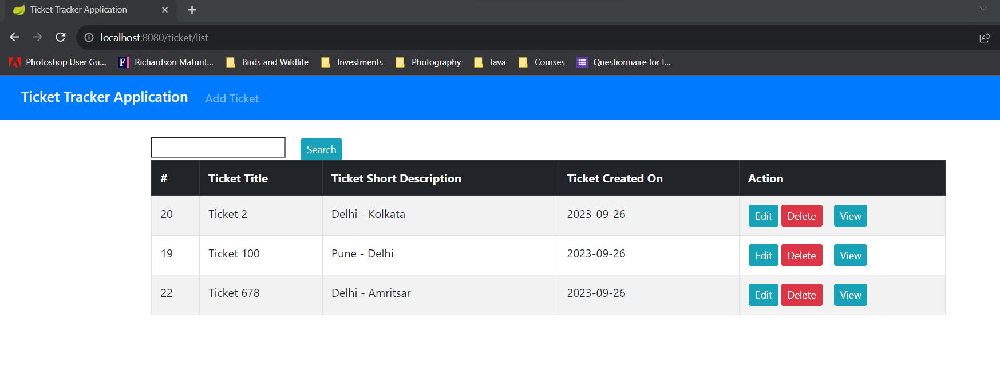 Ticket Tracker Application
localhost:8080/ticket/list
Photoshop User Gu... Richardson Maturit... Birds and Wildlife Investments Photography Java Courses Questionnaire for I...
Ticket Tracker Application Add Ticket
Search
# Ticket Title Ticket Short Description Ticket Created On Action
20 Ticket 2 Delhi - Kolkata 2023-09-26 Edit Delete View
19 Ticket 100 Pune - Delhi 2023-09-26 Edit Delete View
22 Ticket 678 Delhi - Amritsar 2023-09-26 Edit Delete View